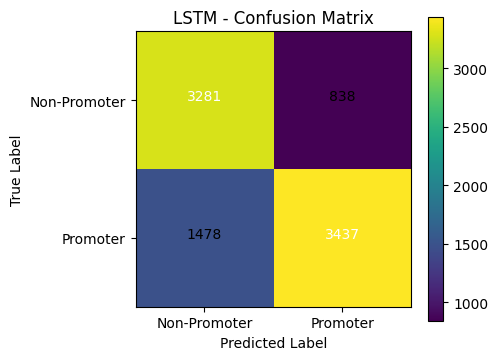 LSTM - Confusion Matrix
True Label
Non-Promoter
3281
838
Promoter
1478
3437
Non-Promoter
Promoter
Predicted Label
3000
2500
2000
1500
1000